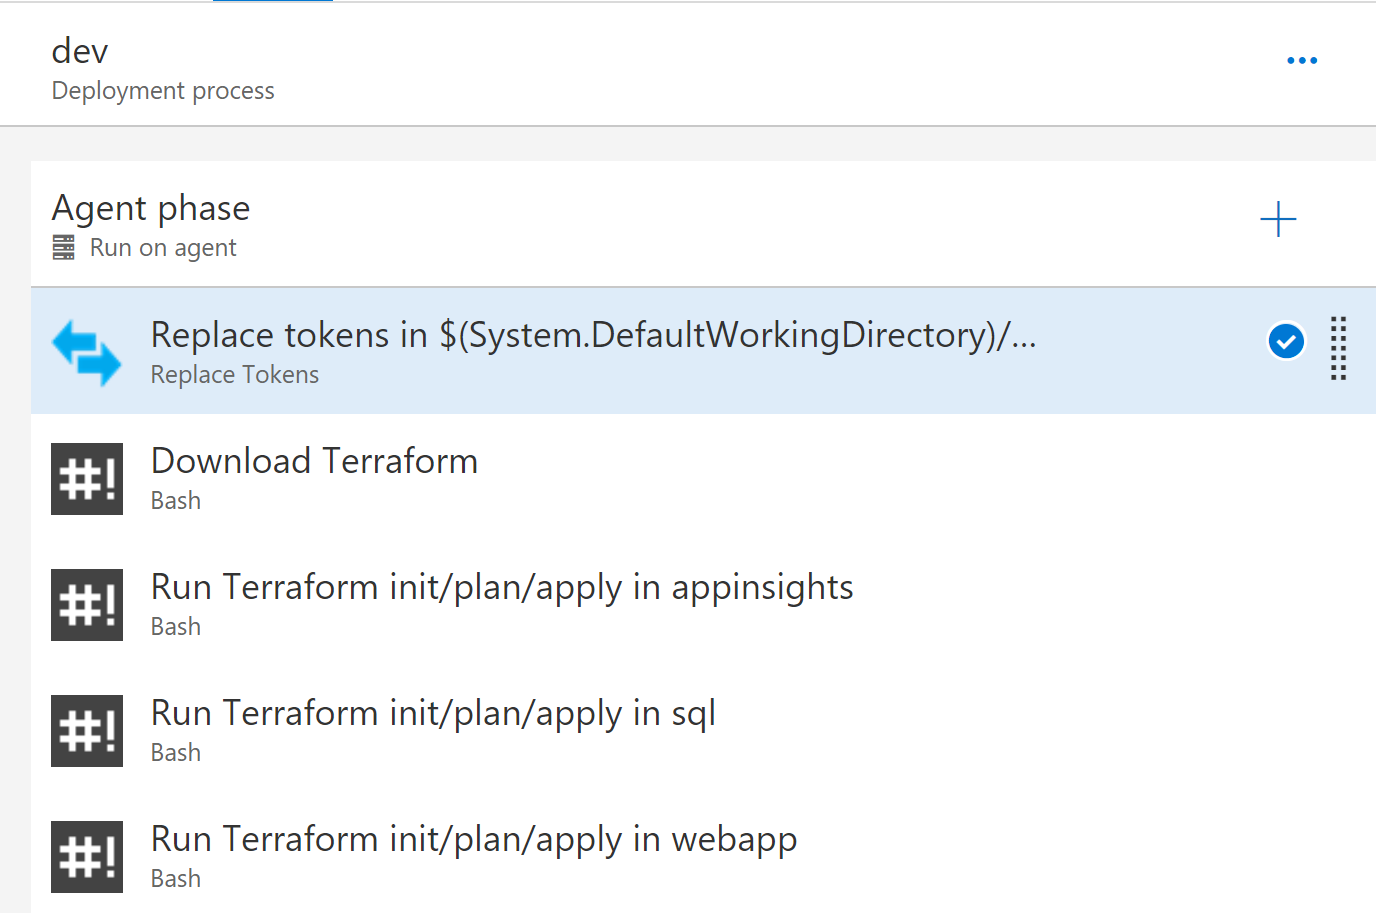 dev
Deployment process
Agent phase
Run on agent
Replace tokens in $(System.DefaultWorkingDirectory)/...
Replace Tokens
#!
Download Terraform
Bash
#!
Run Terraform init/plan/apply in appinsights
Bash
#!
Run Terraform init/plan/apply in sql
Bash
#!
Run Terraform init/plan/apply in webapp
Bash